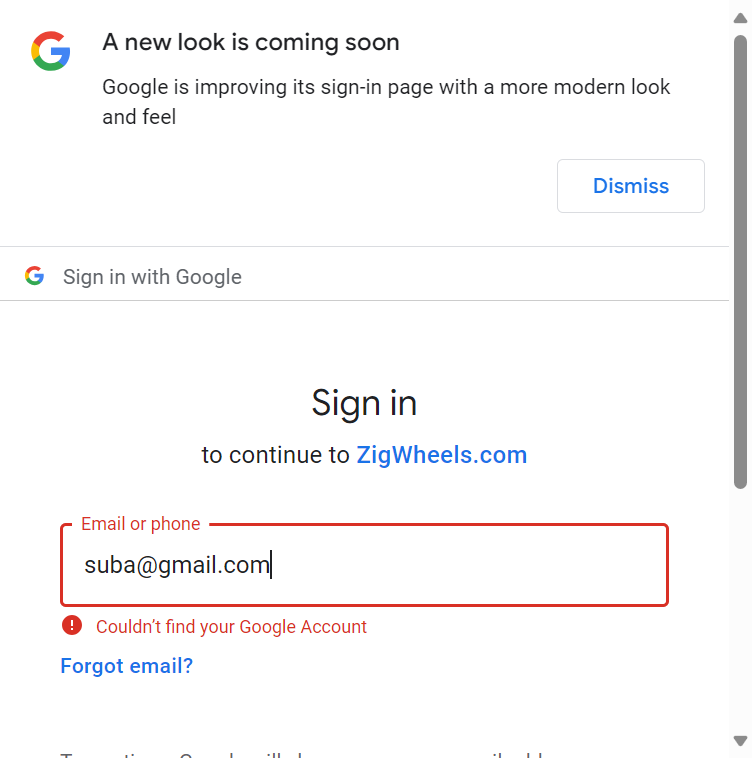 A new look is coming soon
Google is improving its sign-in page with a more modern look
and feel
Dismiss
Sign in with Google
Sign in
to continue to ZigWheels.com
Email or phone
suba@gmail.com
Couldn’t find your Google Account
Forgot email?